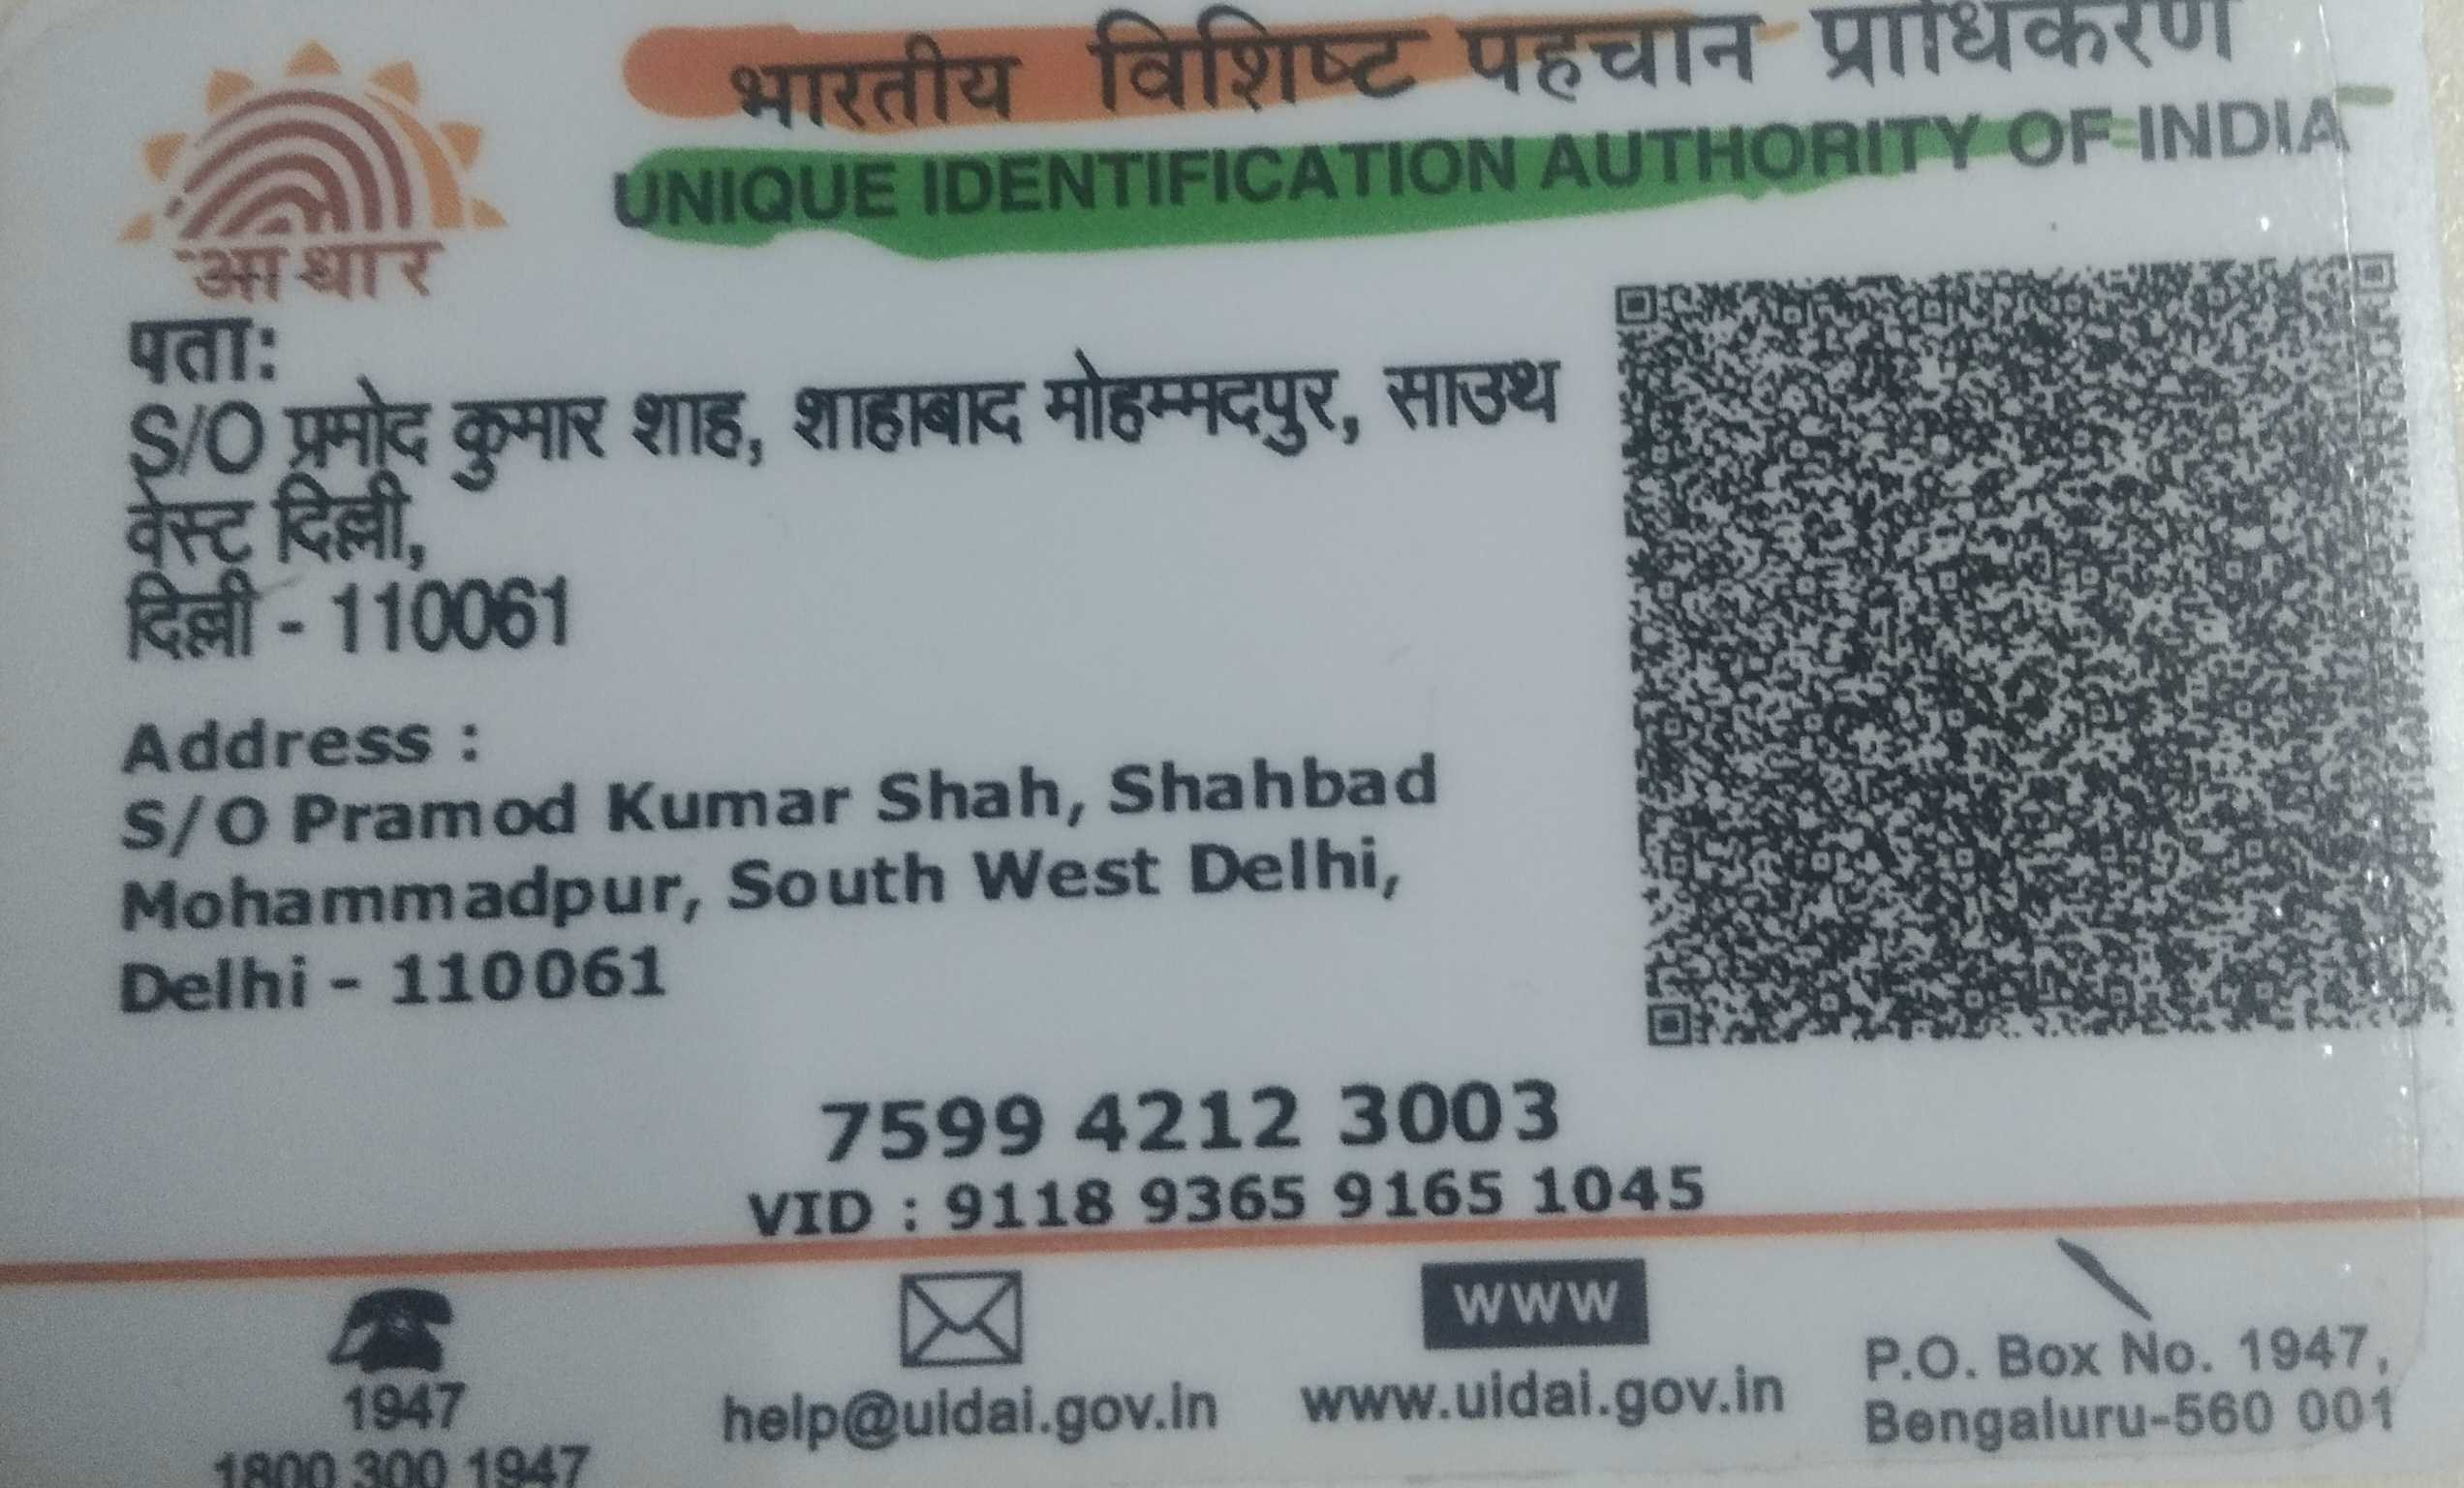 भारतीय विशिष्ट पहचान प्राधिकरण
UNIQUE IDENTIFICATION AUTHORITY OF INDIA
आधार
पता:
S/O प्रमोद कुमार शाह, शाहाबाद मोहम्मदपुर, साउथ
वेस्ट दिल्ली,
दिल्ली - 110061
Address :
S/O Pramod Kumar Shah, Shahbad
Mohammadpur, South West Delhi,
Delhi - 110061
7599 4212 3003
VID : 9118 9365 9165 1045
1947
1800 300 1947
help@uidai.gov.in
WWW
www.uidai.gov.in
P.O. Box No. 1947,
Bengaluru-560 001